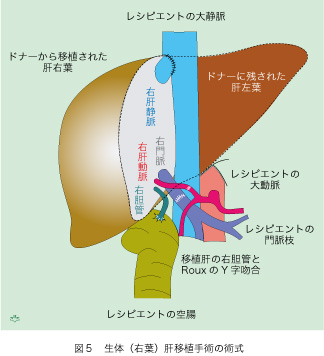 レシピエントの大静脈
ドナーから移植された
肝右葉
ドナーに残された
肝左葉
右肝静脈
右門脈
右肝動脈
右胆管
レシピエントの
大動脈
レシピエントの
門脈枝
移植肝の右胆管と
RouxのY字吻合
レシピエントの空腸
図5 生体（右葉）肝移植手術の術式